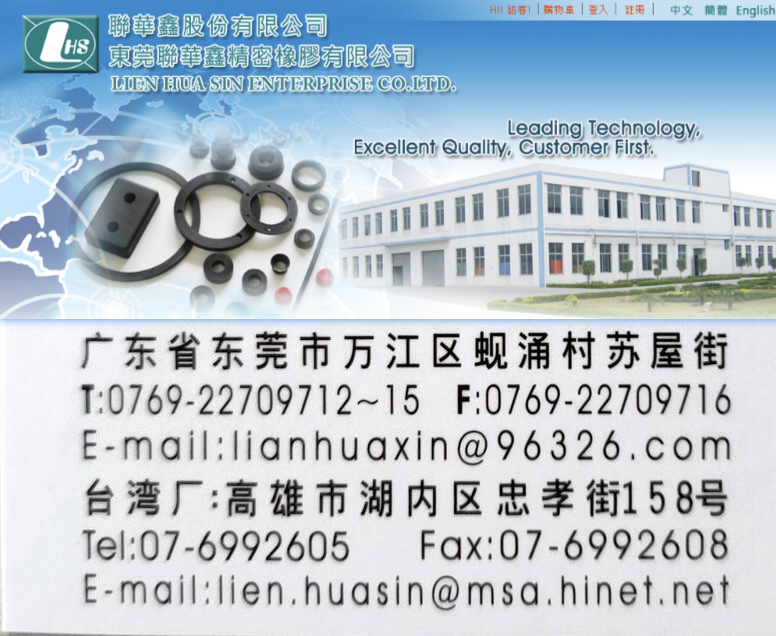 Hi! 訪客! | 購物車 | 登入 | 註冊 | 中文 簡體 English
LHS
聯華鑫股份有限公司
東莞聯華鑫精密橡膠有限公司
LIEN HUA SIN ENTERPRISE CO.LTD.
Leading Technology,
Excellent Quality, Customer First.
广东省东莞市万江区蚬涌村苏屋街
T:0769-22709712~15 F:0769-22709716
E-mail:lianhuaxin@96326.com
台湾厂:高雄市湖内区忠孝街158号
Tel:07-6992605 Fax:07-6992608
E-mail:lien.huasin@msa.hinet.net